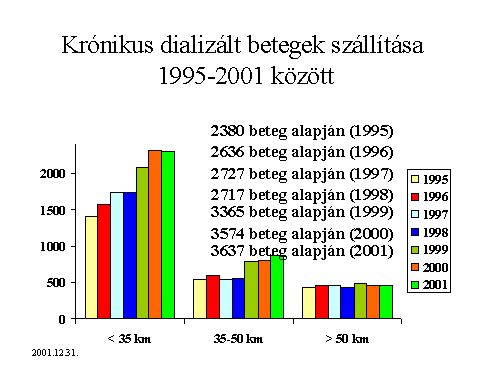 Krónikus dializált betegek szállítása
1995-2001 között
2380 beteg alapján (1995)
2636 beteg alapján (1996)
2727 beteg alapján (1997)
2717 beteg alapján (1998)
3365 beteg alapján (1999)
3574 beteg alapján (2000)
3637 beteg alapján (2001)
2000
1500
1000
500
0
< 35 km
35-50 km
> 50 km
1995
1996
1997
1998
1999
2000
2001
2001.12.31.